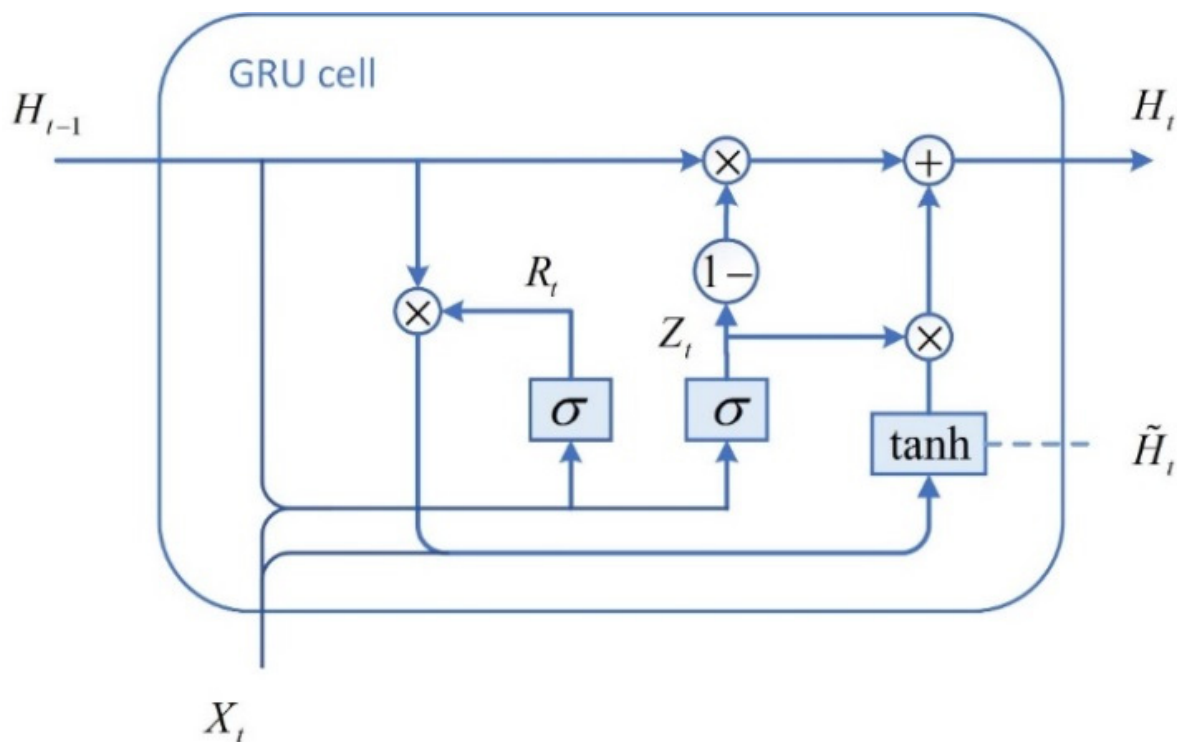 GRU cell
H_{t-1}
H_t
×
+
1−
R_t
×
Z_t
×
σ
σ
tanh
H̃_t
X_t